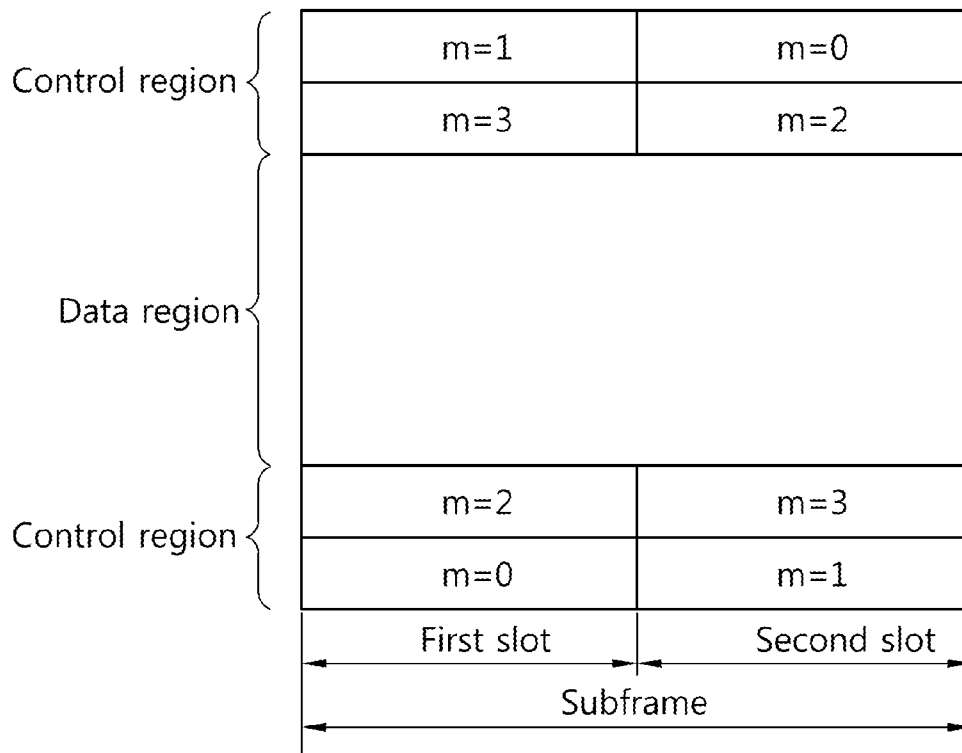 m=1 m=0
Control region
m=3 m=2
Data region
m=2 m=3
Control region
m=0 m=1
First slot Second slot
Subframe